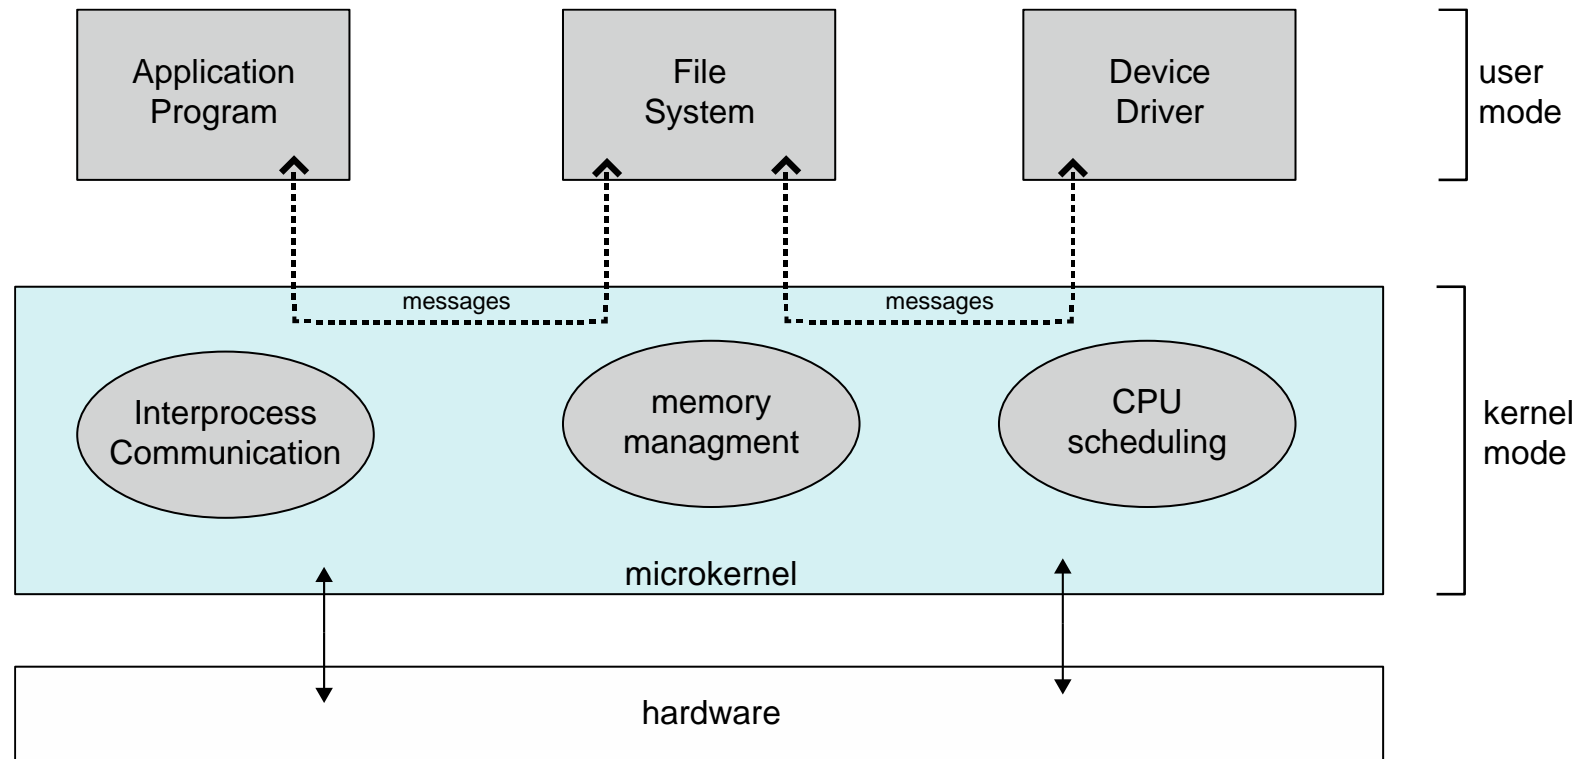 Application
Program
File
System
Device
Driver
user
mode
messages
messages
Interprocess
Communication
memory
managment
CPU
scheduling
kernel
mode
microkernel
hardware